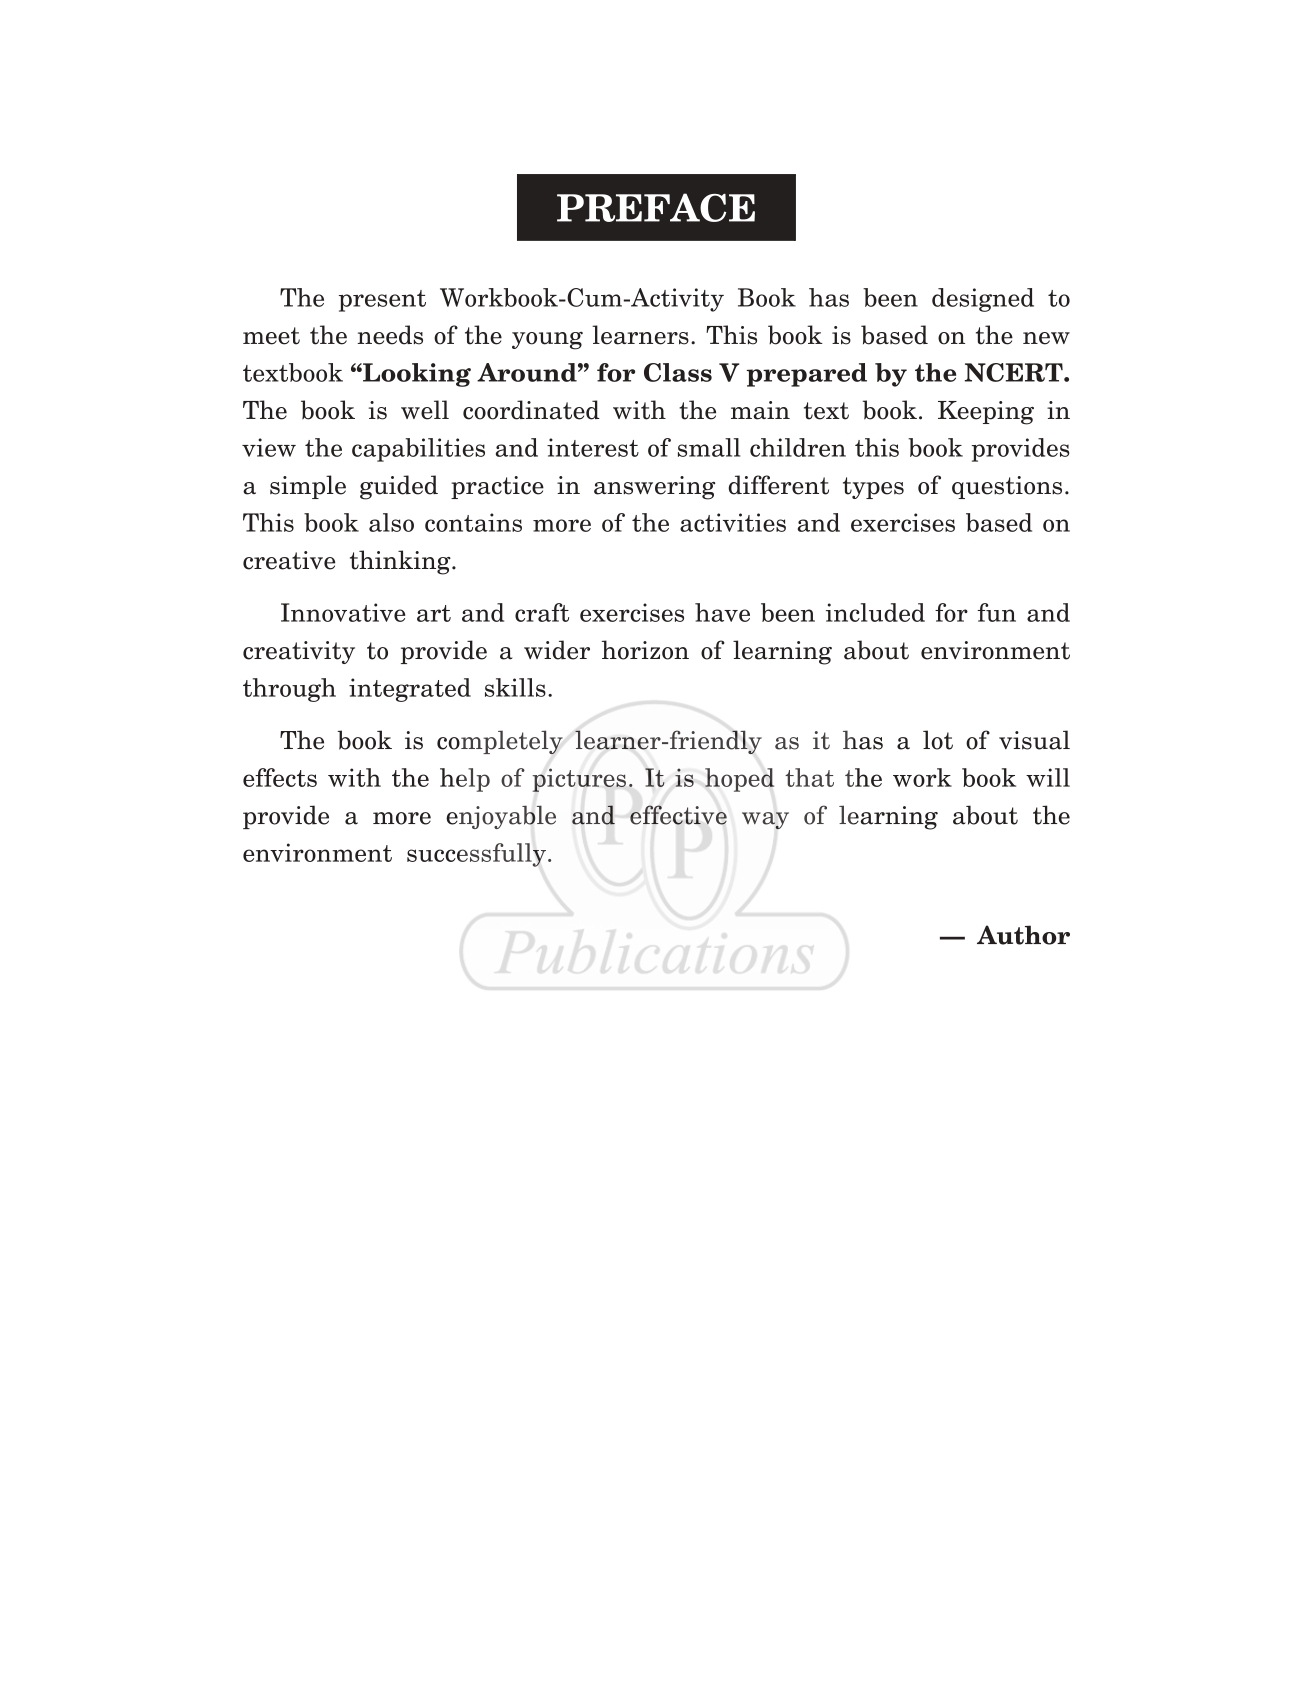 PREFACE
The present Workbook-Cum-Activity Book has been designed to
meet the needs of the young learners. This book is based on the new
textbook “Looking Around” for Class V prepared by the NCERT.
The book is well coordinated with the main text book. Keeping in
view the capabilities and interest of small children this book provides
a simple guided practice in answering different types of questions.
This book also contains more of the activities and exercises based on
creative thinking.
Innovative art and craft exercises have been included for fun and
creativity to provide a wider horizon of learning about environment
through integrated skills.
The book is completely learner-friendly as it has a lot of visual
effects with the help of pictures. It is hoped that the work book will
provide a more enjoyable and effective way of learning about the
environment successfully.
— Author
PP
Publications